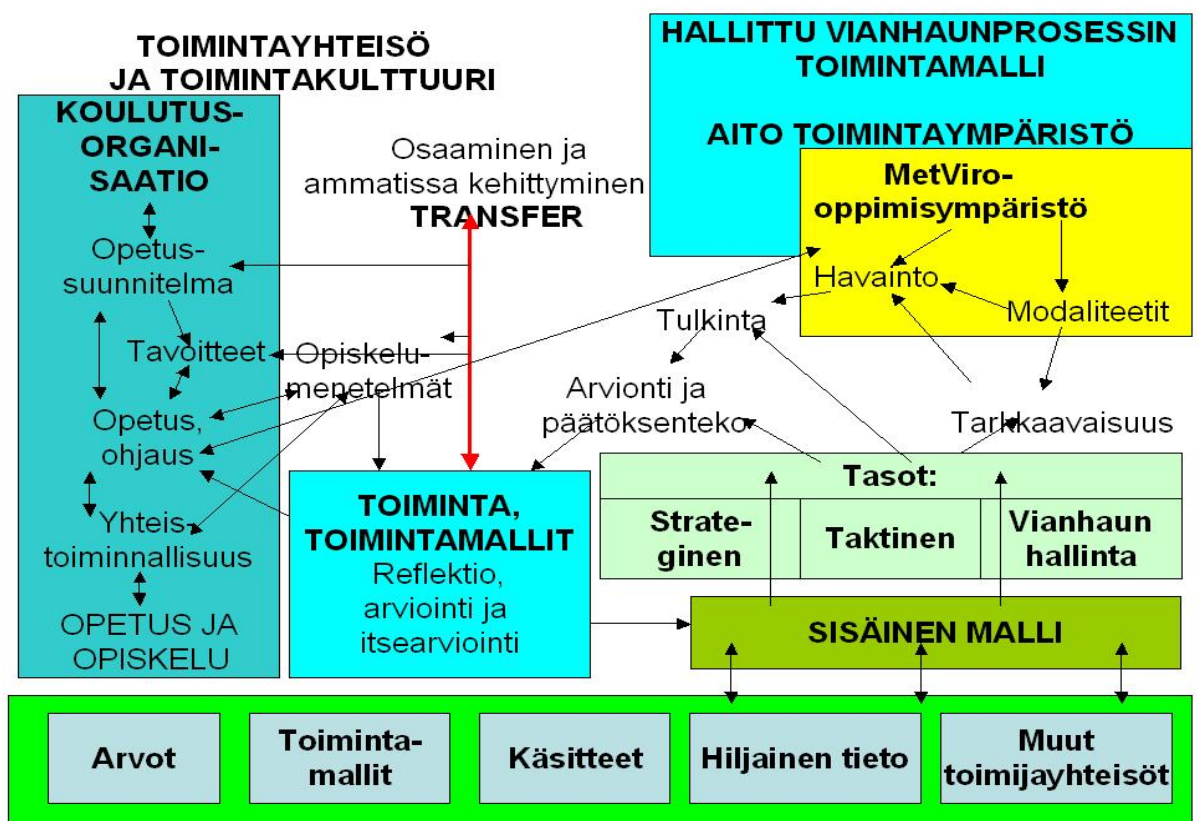 TOIMINTAYHTEISÖ
JA TOIMINTAKULTTUURI
KOULUTUS-
ORGANI-
SAATIO
Opetus-
suunnitelma
Tavoitteet
Opetus,
ohjaus
Yhteis-
toiminnallisuus
OPETUS JA
OPISKELU
Osaaminen ja
ammatissa kehittyminen
TRANSFER
Opiskelu-
menetelmät
HALLITTU VIANHAUNPROSESSIN
TOIMINTAMALLI
AITO TOIMINTAYMPÄRISTÖ
MetViro-
oppimisympäristö
Havainto
Modaliteetit
Tulkinta
Arvionti ja
päätöksenteko
Tarkkaavaisuus
TOIMINTA,
TOIMINTAMALLIT
Reflektio,
arviointi ja
itsearviointi
Tasot:
Strate-
ginen
Taktinen
Vianhaun
hallinta
SISÄINEN MALLI
Arvot
Toiminta-
mallit
Käsitteet
Hiljainen tieto
Muut
toimijayhteisöt